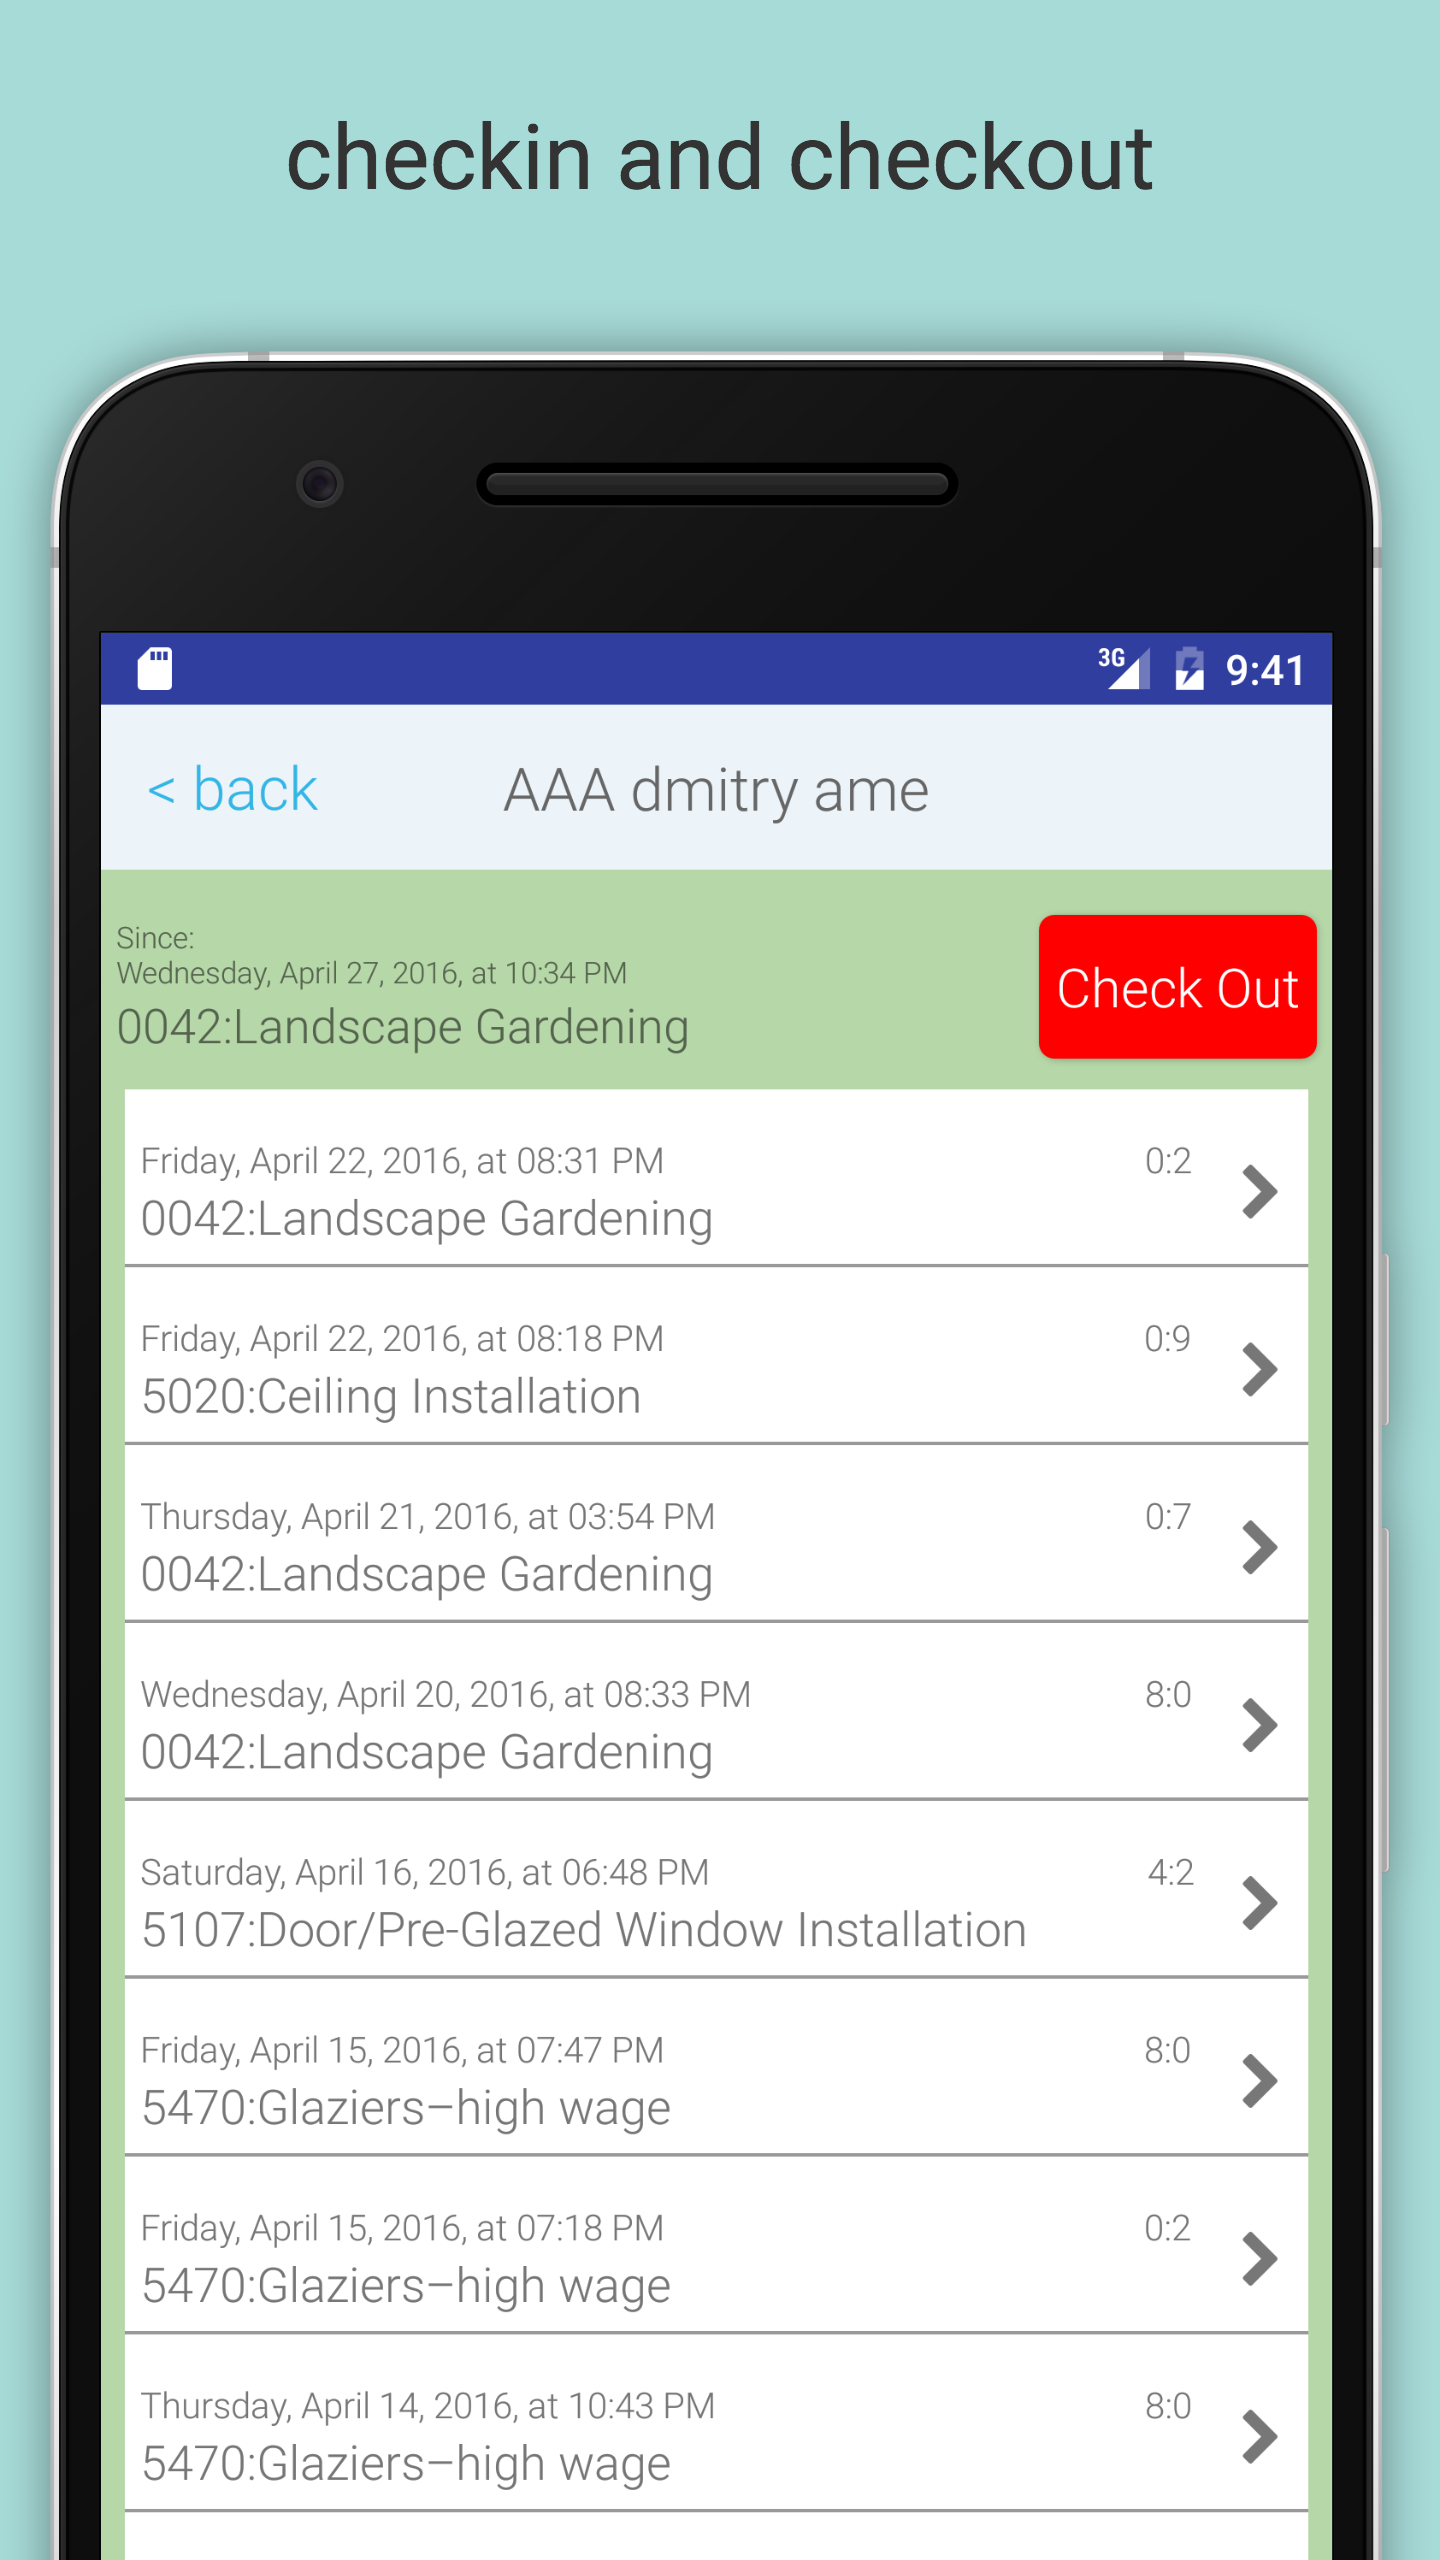 checkin and checkout
3G 9:41
< back AAA dmitry ame
Since:
Wednesday, April 27, 2016, at 10:34 PM
0042:Landscape Gardening
Check Out
Friday, April 22, 2016, at 08:31 PM 0:2
0042:Landscape Gardening
Friday, April 22, 2016, at 08:18 PM 0:9
5020:Ceiling Installation
Thursday, April 21, 2016, at 03:54 PM 0:7
0042:Landscape Gardening
Wednesday, April 20, 2016, at 08:33 PM 8:0
0042:Landscape Gardening
Saturday, April 16, 2016, at 06:48 PM 4:2
5107:Door/Pre-Glazed Window Installation
Friday, April 15, 2016, at 07:47 PM 8:0
5470:Glaziers–high wage
Friday, April 15, 2016, at 07:18 PM 0:2
5470:Glaziers–high wage
Thursday, April 14, 2016, at 10:43 PM 8:0
5470:Glaziers–high wage